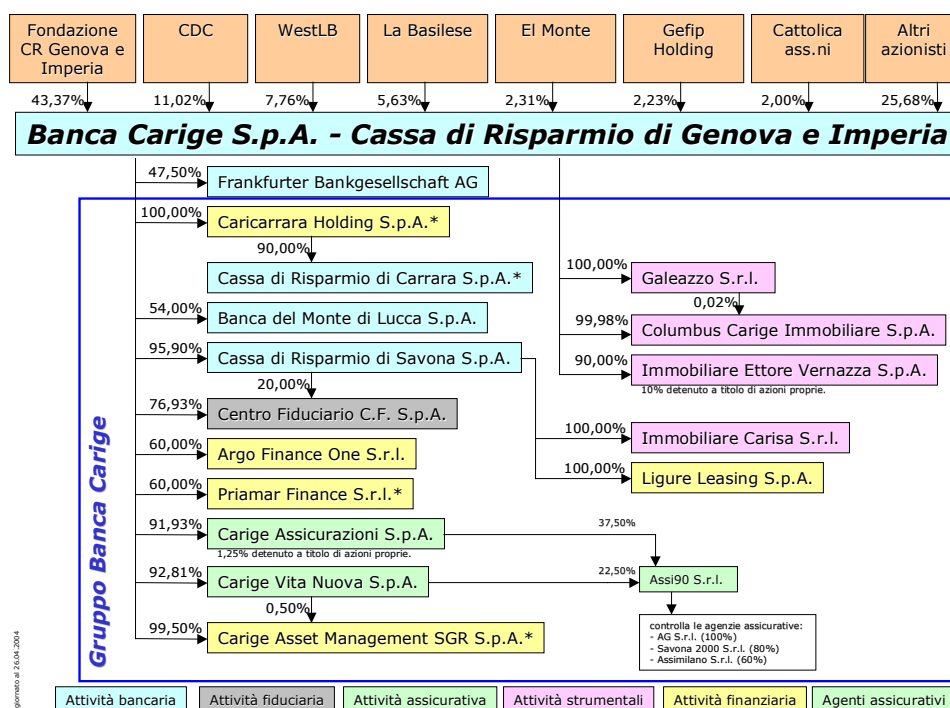 Fondazione
CR Genova e
Imperia
CDC
WestLB
La Basilese
El Monte
Gefip
Holding
Cattolica
ass.ni
Altri
azionisti
43,37%
11,02%
7,76%
5,63%
2,31%
2,23%
2,00%
25,68%
Banca Carige S.p.A. - Cassa di Risparmio di Genova e Imperia
47,50%
Frankfurter Bankgesellschaft AG
100,00%
Caricarrara Holding S.p.A.*
90,00%
Cassa di Risparmio di Carrara S.p.A.*
54,00%
Banca del Monte di Lucca S.p.A.
95,90%
Cassa di Risparmio di Savona S.p.A.
20,00%
76,93%
Centro Fiduciario C.F. S.p.A.
60,00%
Argo Finance One S.r.l.
60,00%
Priamar Finance S.r.l.*
91,93%
Carige Assicurazioni S.p.A.
1,25% detenuto a titolo di azioni proprie.
92,81%
Carige Vita Nuova S.p.A.
0,50%
99,50%
Carige Asset Management SGR S.p.A.*
100,00%
Galeazzo S.r.l.
0,02%
99,98%
Columbus Carige Immobiliare S.p.A.
90,00%
Immobiliare Ettore Vernazza S.p.A.
10% detenuto a titolo di azioni proprie.
100,00%
Immobiliare Carisa S.r.l.
100,00%
Ligure Leasing S.p.A.
37,50%
22,50%
Assi90 S.r.l.
controlla le agenzie assicurative:
- AG S.r.l. (100%)
- Savona 2000 S.r.l. (80%)
- Assimilano S.r.l. (60%)
Gruppo Banca Carige
giornato al 26.04.2004
Attività bancaria
Attività fiduciaria
Attività assicurativa
Attività strumentali
Attività finanziaria
Agenti assicurativi